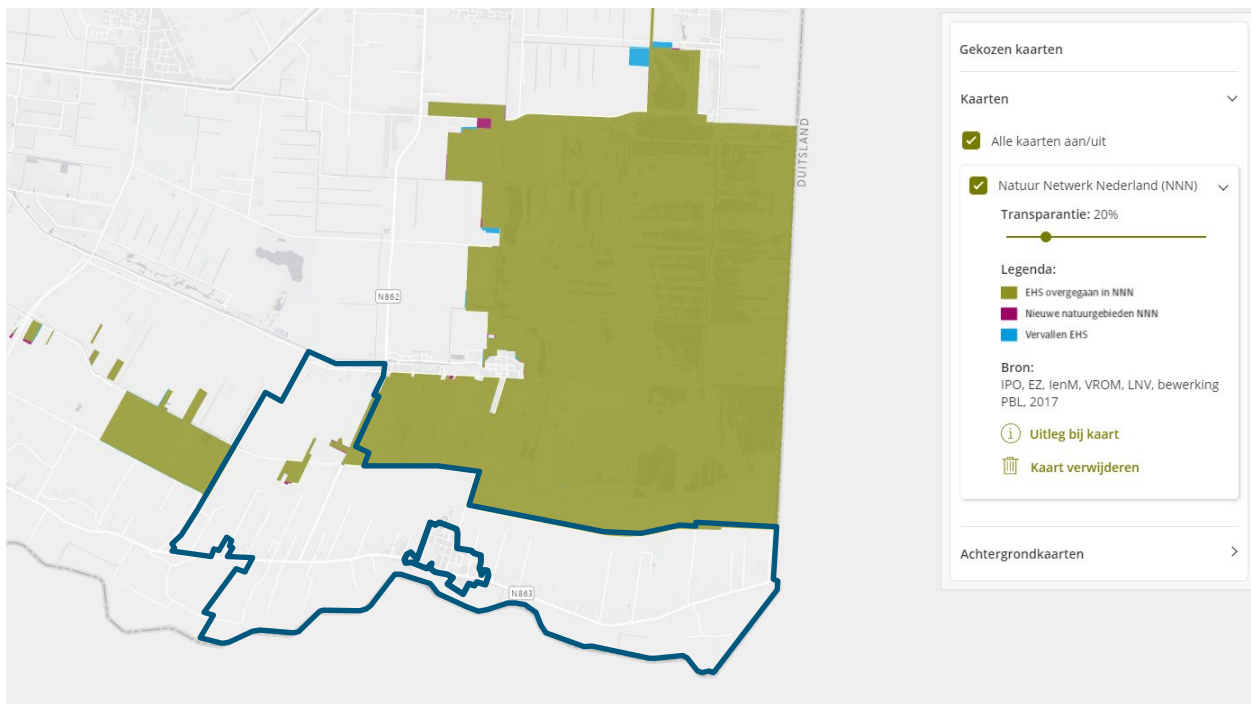 DUITSLAND
N862
N863
Gekozen kaarten
Kaarten
Alle kaarten aan/uit
Natuur Netwerk Nederland (NNN)
Transparantie: 20%
Legenda:
EHS overgegaan in NNN
Nieuwe natuurgebieden NNN
Vervallen EHS
Bron:
IPO, EZ, IenM, VROM, LNV, bewerking
PBL, 2017
Uitleg bij kaart
Kaart verwijderen
Achtergrondkaarten